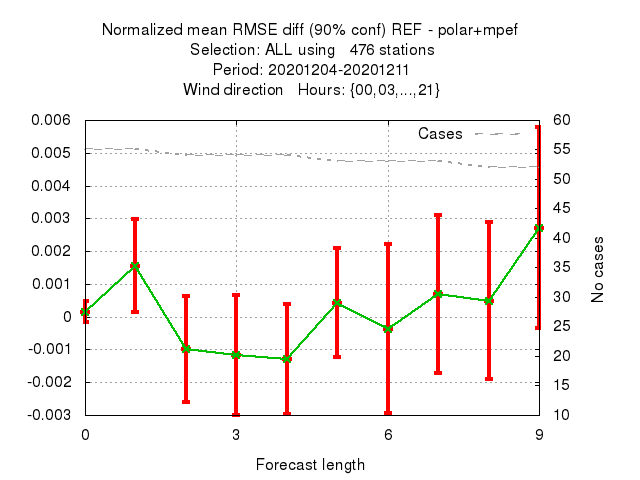 Normalized mean RMSE diff (90% conf) REF - polar+mpef
Selection: ALL using   476 stations
Period: 20201204-20201211
Wind direction   Hours: {00,03,...,21}
Cases
0.006
0.005
0.004
0.003
0.002
0.001
0
-0.001
-0.002
-0.003
60
55
50
45
40
35
30
25
20
15
10
No cases
0 3 6 9
Forecast length